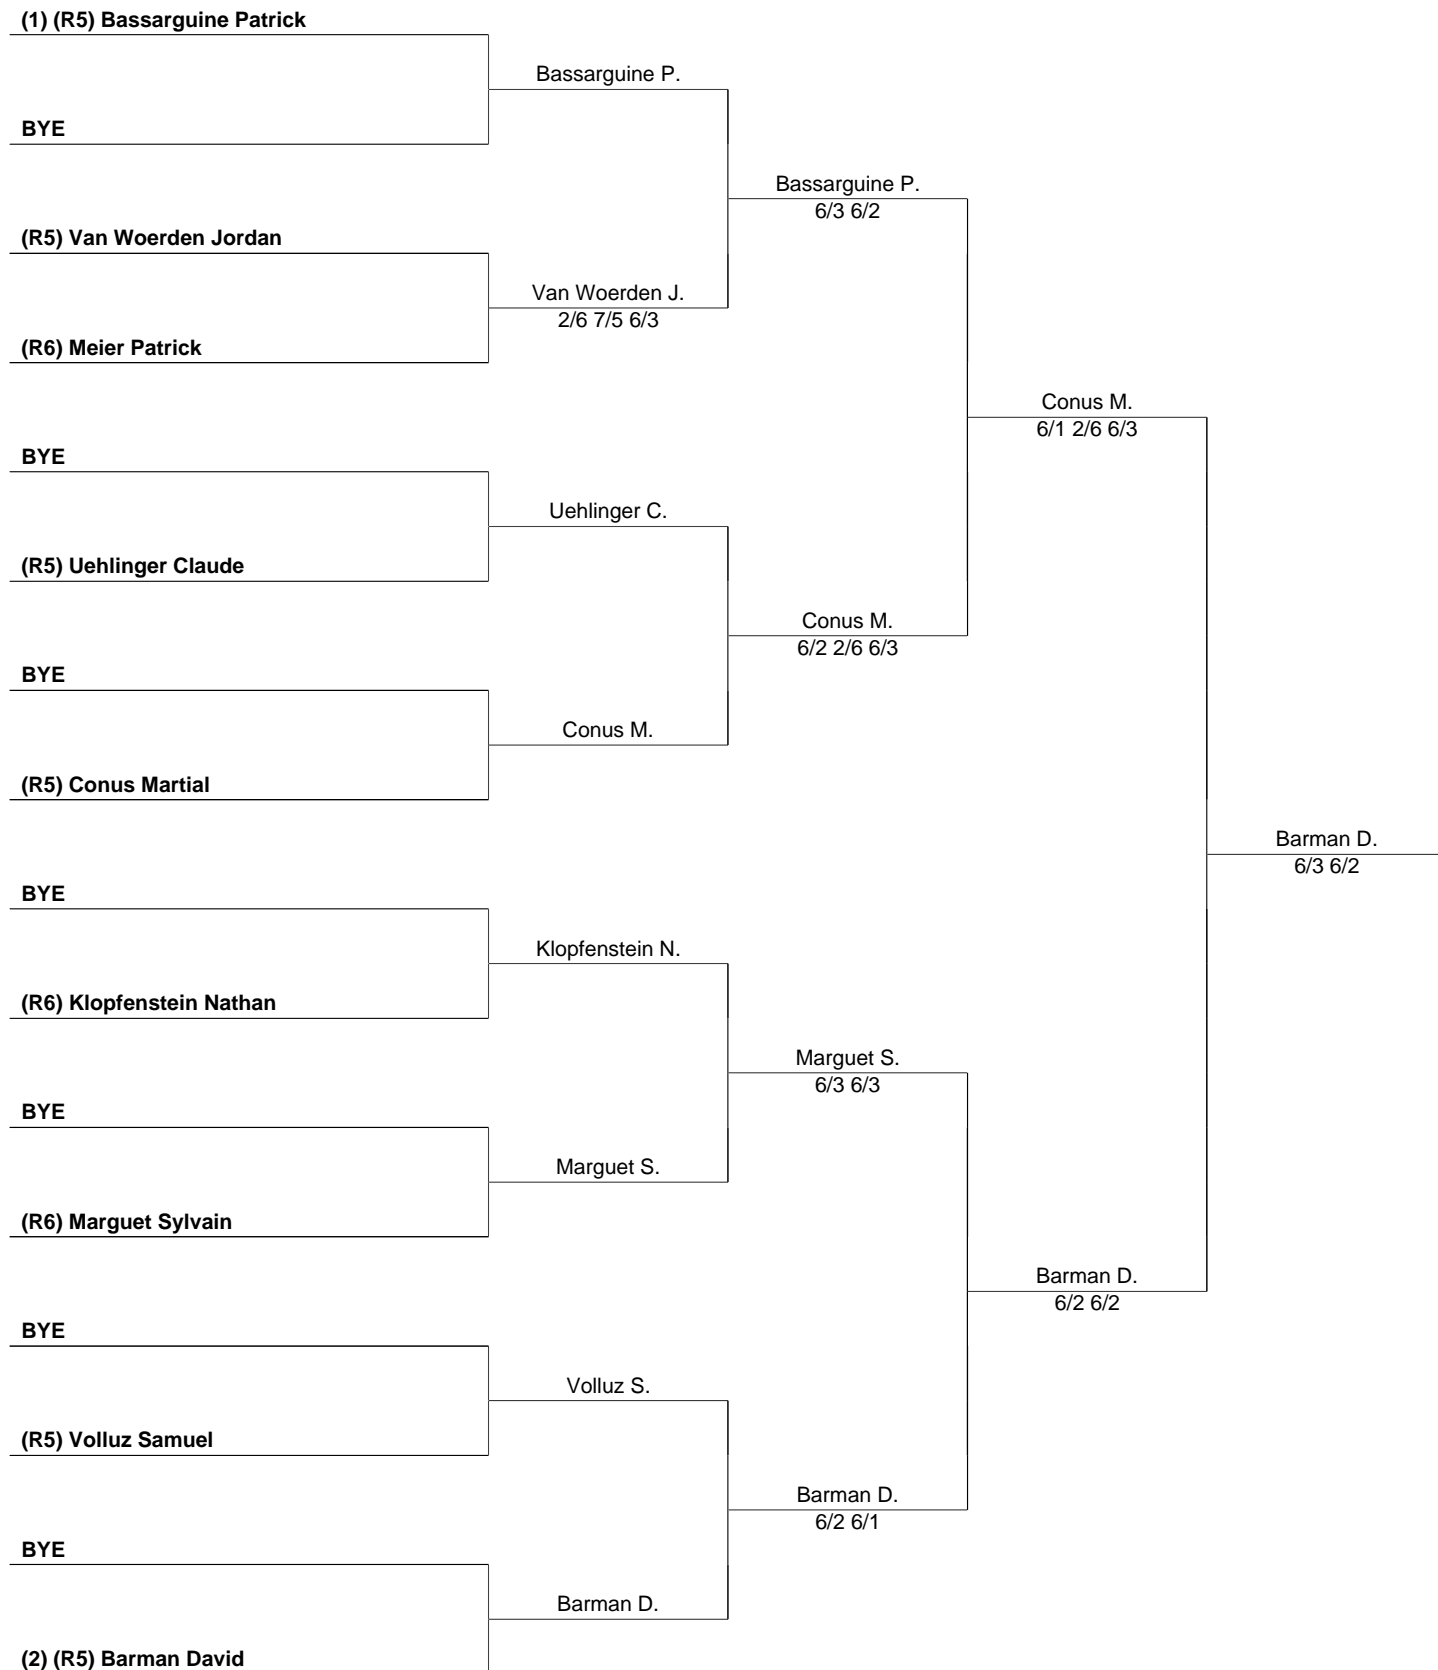 (1) (R5) Bassarguine Patrick
Bassarguine P.
BYE
Bassarguine P.
6/3 6/2
(R5) Van Woerden Jordan
Van Woerden J.
2/6 7/5 6/3
(R6) Meier Patrick
Conus M.
6/1 2/6 6/3
BYE
Uehlinger C.
(R5) Uehlinger Claude
Conus M.
6/2 2/6 6/3
BYE
Conus M.
(R5) Conus Martial
Barman D.
6/3 6/2
BYE
Klopfenstein N.
(R6) Klopfenstein Nathan
Marguet S.
6/3 6/3
BYE
Marguet S.
(R6) Marguet Sylvain
Barman D.
6/2 6/2
BYE
Volluz S.
(R5) Volluz Samuel
Barman D.
6/2 6/1
BYE
Barman D.
(2) (R5) Barman David